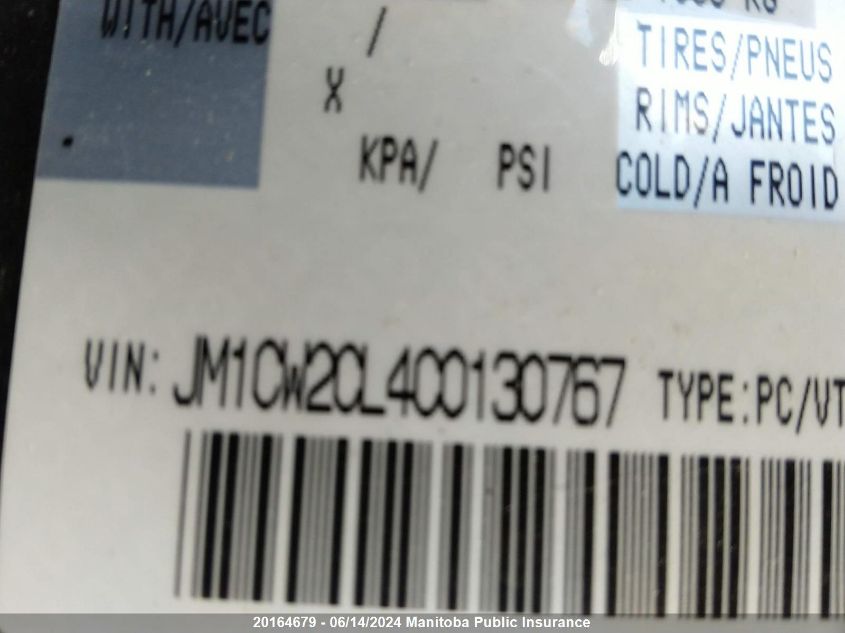 WITH/AVEC /
TIRES/PNEUS
X
RIMS/JANTES
KPA/ PSI COLD/A FROID
VIN: JM1CW2CL4C0130767 TYPE:PC/VT
20164679 - 06/14/2024 Manitoba Public Insurance